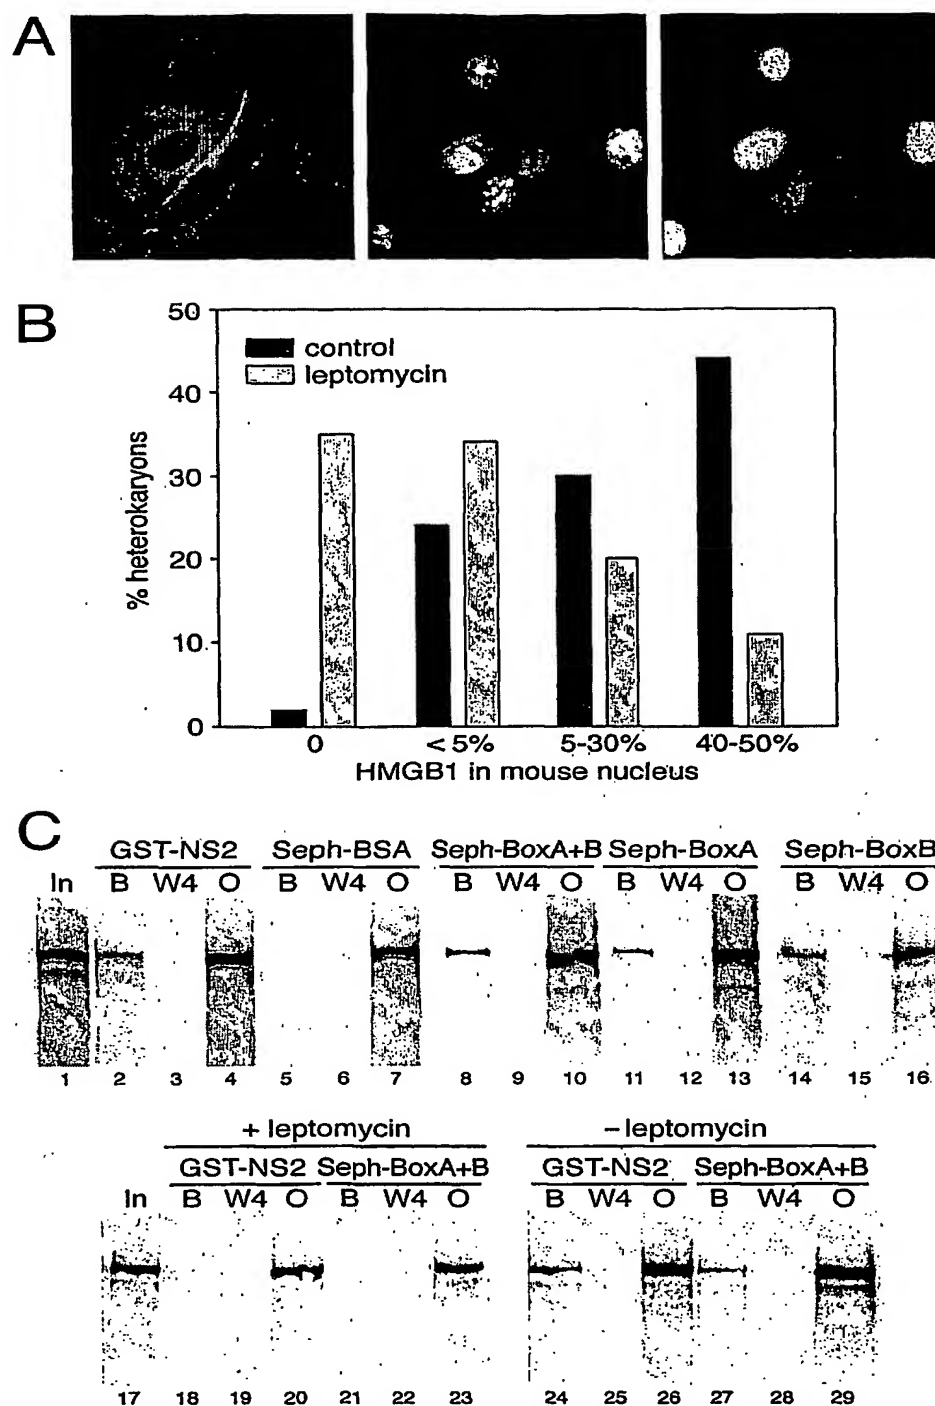 A
B
50
40
30
20
10
0
% heterokaryons
control
leptomycin
0 < 5% 5-30% 40-50%
HMGB1 in mouse nucleus
C
GST-NS2 Seph-BSA Seph-BoxA+B Seph-BoxA Seph-BoxB
In B W4 O B W4 O B W4 O B W4 O B W4 O
1 2 3 4 5 6 7 8 9 10 11 12 13 14 15 16
+ leptomycin - leptomycin
GST-NS2 Seph-BoxA+B GST-NS2 Seph-BoxA+B
In B W4 O B W4 O B W4 O B W4 O
17 18 19 20 21 22 23 24 25 26 27 28 29